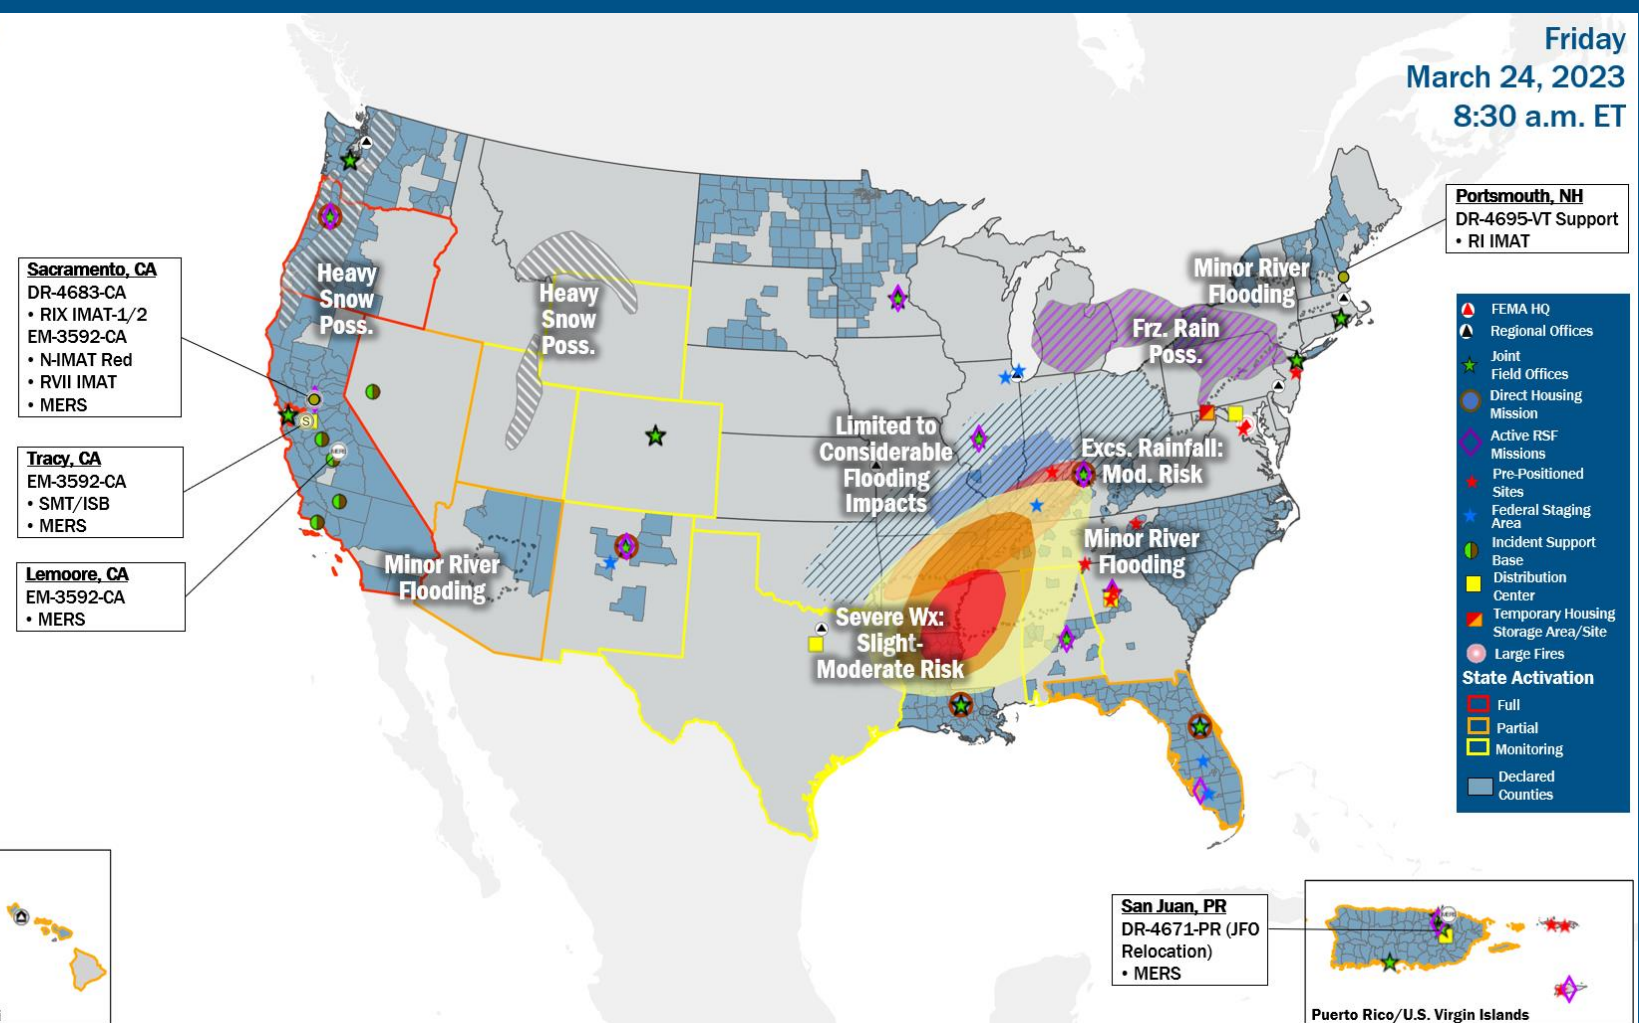 Friday
March 24, 2023
8:30 a.m. ET
Portsmouth, NH
DR-4695-VT Support
• RI IMAT
Sacramento, CA
DR-4683-CA
• RIX IMAT-1/2
EM-3592-CA
• N-IMAT Red
• RVII IMAT
• MERS
Tracy, CA
EM-3592-CA
• SMT/ISB
• MERS
Lemoore, CA
EM-3592-CA
• MERS
Heavy
Snow
Poss.
Heavy
Snow
Poss.
Minor River
Flooding
Frz. Rain
Poss.
Limited to
Considerable
Flooding
Impacts
Excs. Rainfall:
Mod. Risk
Minor River
Flooding
Minor River
Flooding
Severe Wx:
Slight-
Moderate Risk
S
FEMA HQ
Regional Offices
Joint
Field Offices
Direct Housing
Mission
Active RSF
Missions
Pre-Positioned
Sites
Federal Staging
Area
Incident Support
Base
Distribution
Center
Temporary Housing
Storage Area/Site
Large Fires
State Activation
Full
Partial
Monitoring
Declared
Counties
San Juan, PR
DR-4671-PR (JFO
Relocation)
• MERS
Puerto Rico/U.S. Virgin Islands